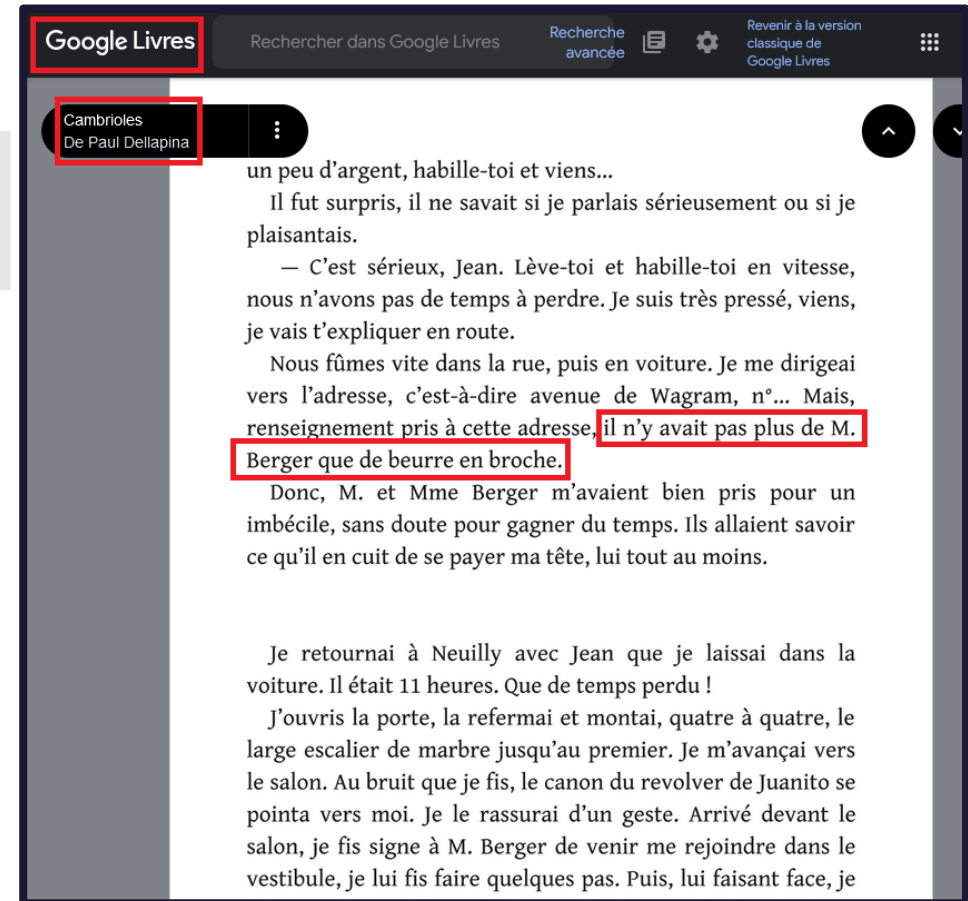 Google Livres
Rechercher dans Google Livres
Recherche
avancée
Revenir à la version
classique de
Google Livres
Cambrioles
De Paul Dellapina
un peu d’argent, habille-toi et viens...
Il fut surpris, il ne savait si je parlais sérieusement ou si je
plaisantais.
— C’est sérieux, Jean. Lève-toi et habille-toi en vitesse,
nous n’avons pas de temps à perdre. Je suis très pressé, viens,
je vais t’expliquer en route.
Nous fûmes vite dans la rue, puis en voiture. Je me dirigeai
vers l’adresse, c’est-à-dire avenue de Wagram, n°... Mais,
renseignement pris à cette adresse, il n’y avait pas plus de M.
Berger que de beurre en broche.
Donc, M. et Mme Berger m’avaient bien pris pour un
imbécile, sans doute pour gagner du temps. Ils allaient savoir
ce qu’il en cuit de se payer ma tête, lui tout au moins.
Je retournai à Neuilly avec Jean que je laissai dans la
voiture. Il était 11 heures. Que de temps perdu !
J’ouvris la porte, la refermai et montai, quatre à quatre, le
large escalier de marbre jusqu’au premier. Je m’avançai vers
le salon. Au bruit que je fis, le canon du revolver de Juanito se
pointa vers moi. Je le rassurai d’un geste. Arrivé devant le
salon, je fis signe à M. Berger de venir me rejoindre dans le
vestibule, je lui fis faire quelques pas. Puis, lui faisant face, je